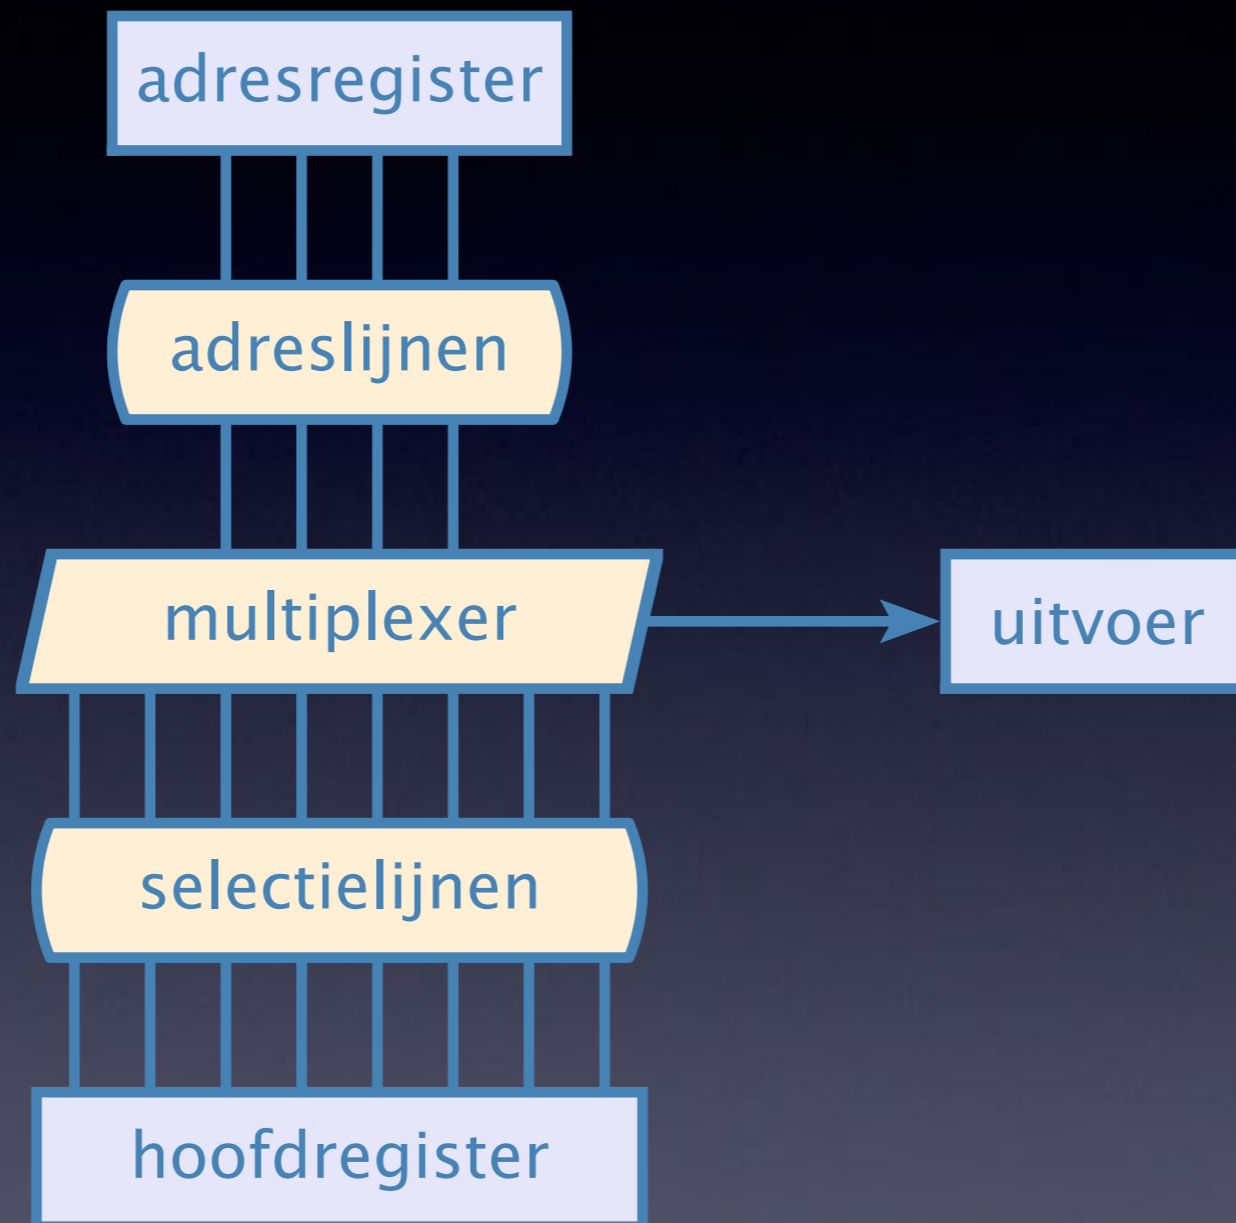 adresregister
adreslijnen
multiplexer
uitvoer
selectielijnen
hoofdregister